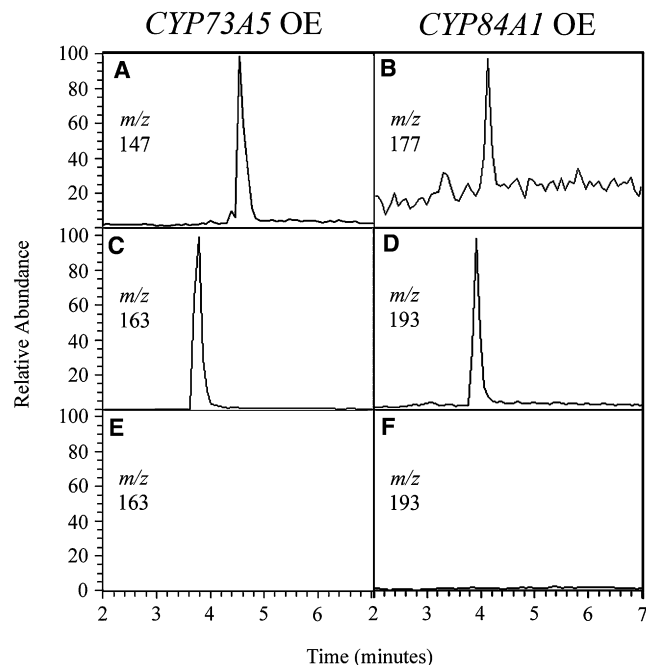 CYP73A5 OE CYP84A1 OE
A B
100
80
60
40
20
m/z
147
m/z
177
C D
100
80
60
40
20
m/z
163
m/z
193
E F
100
80
60
40
20
0
m/z
163
m/z
193
Relative Abundance
2 3 4 5 6 2 3 4 5 6 7
Time (minutes)